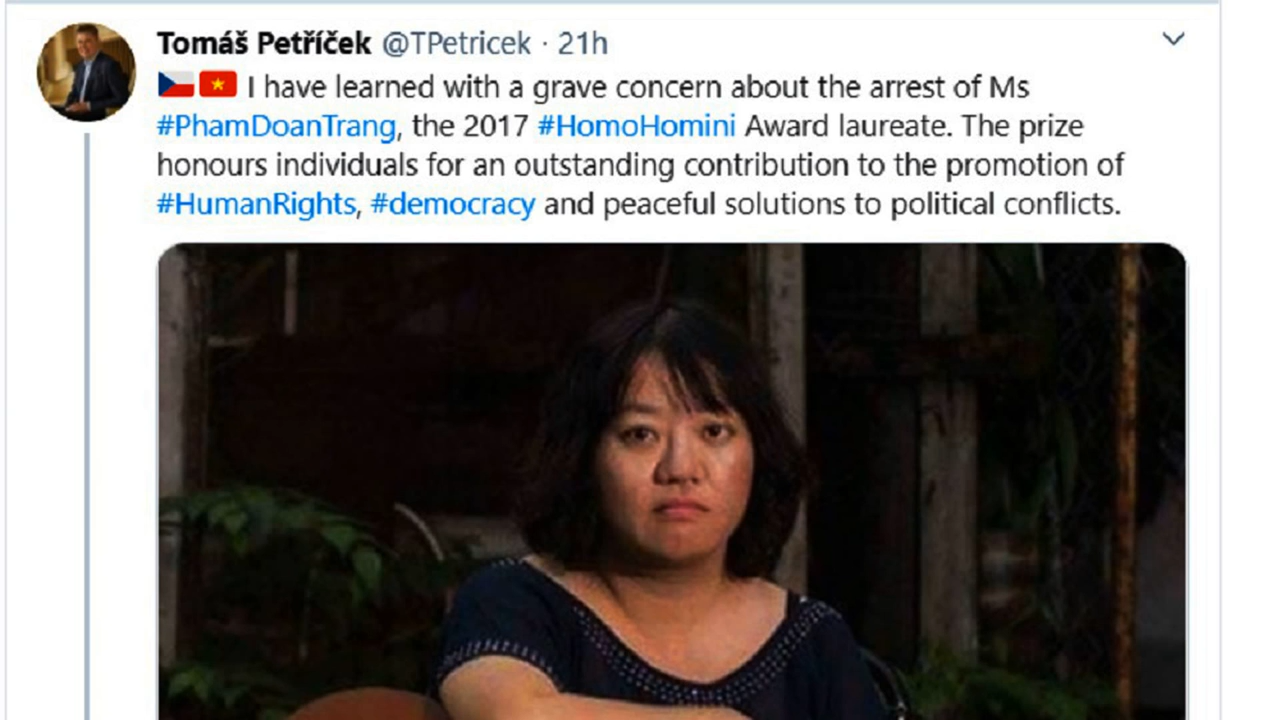 Tomáš Petříček @TPetricek · 21h
🇨🇿 🇻🇳 I have learned with a grave concern about the arrest of Ms
#PhamDoanTrang, the 2017 #HomoHomini Award laureate. The prize
honours individuals for an outstanding contribution to the promotion of
#HumanRights, #democracy and peaceful solutions to political conflicts.